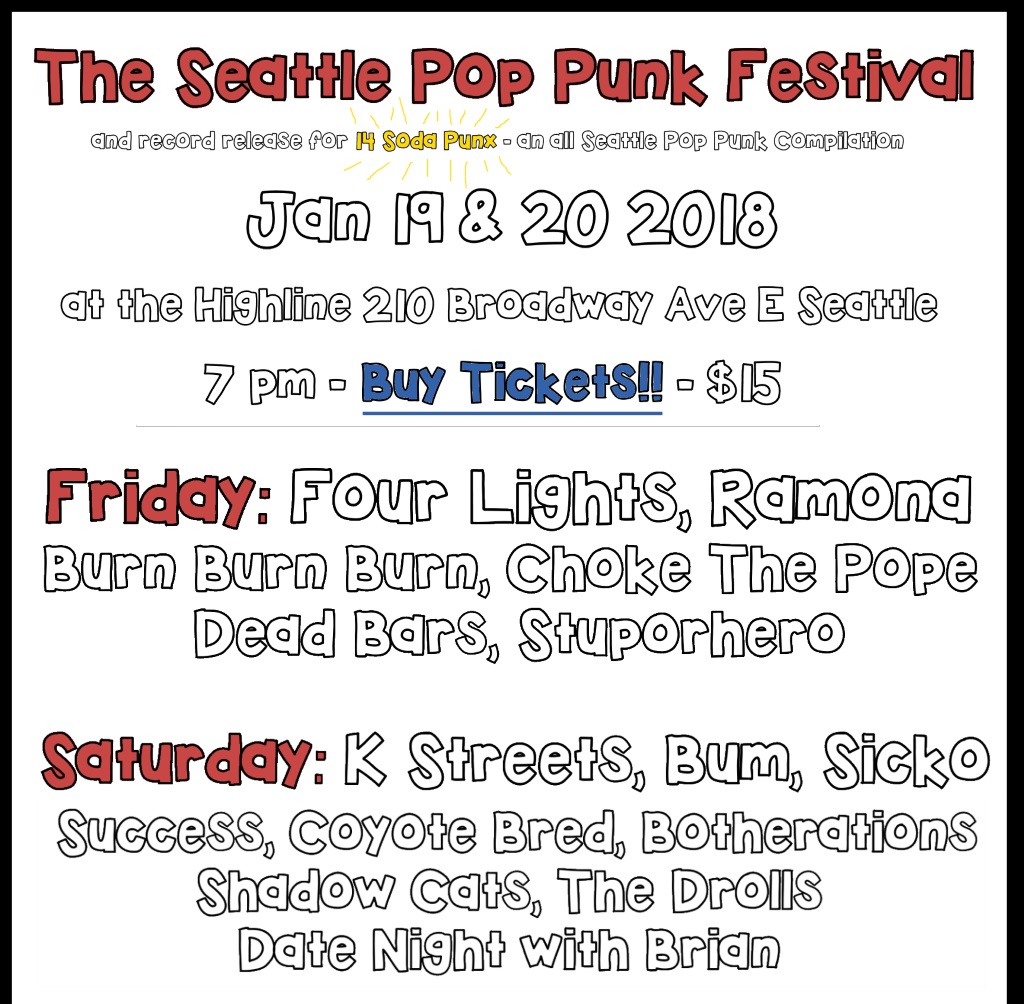 The Seattle Pop Punk Festival
and record release for 14 Soda Punx - an all Seattle Pop Punk Compilation
Jan 19 & 20 2018
at the Highline 210 Broadway Ave E Seattle
7 pm - Buy Tickets!! - $15
Friday: Four Lights, Ramona
Burn Burn Burn, Choke The Pope
Dead Bars, Stuporhero
Saturday: K Streets, Bum, Sicko
Success, Coyote Bred, Botherations
Shadow Cats, The Drolls
Date Night with Brian